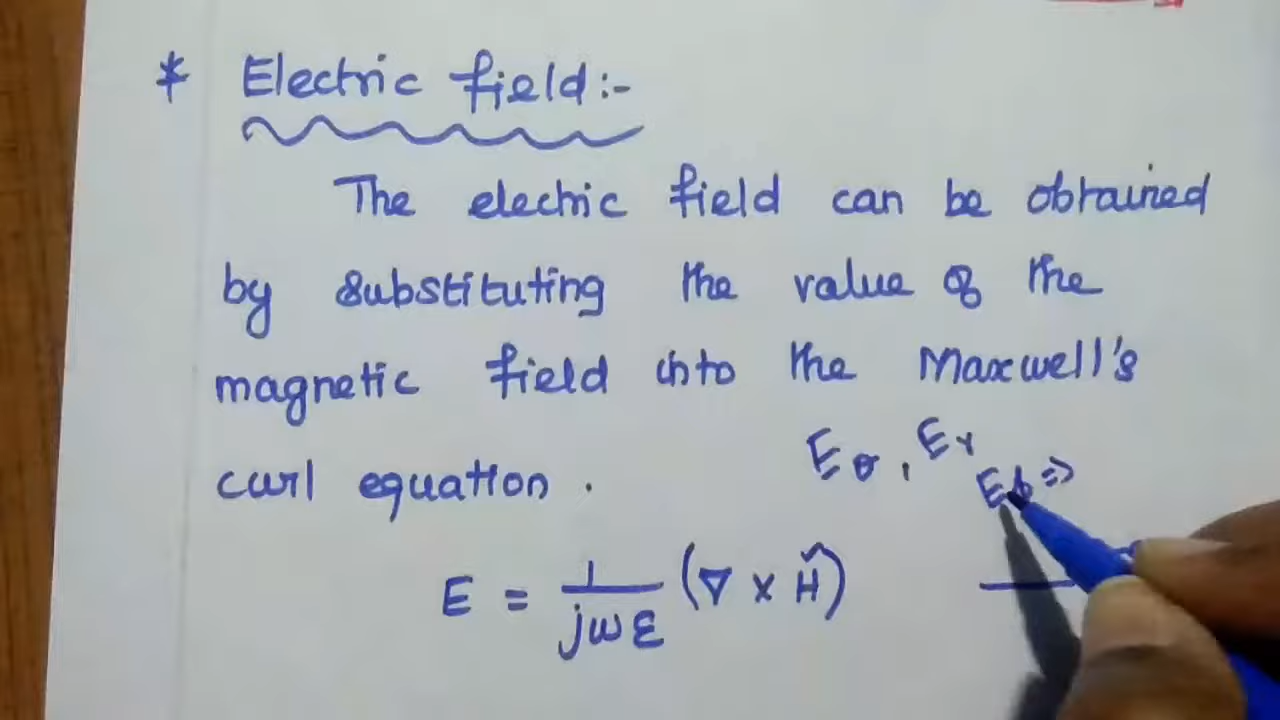 * Electric field:-
The electric field can be obtained
by substituting the value of the
magnetic field into the Maxwell's
curl equation.
Eθ, Er
Eϕ ⇒
E = 1/jωε (∇ × H)